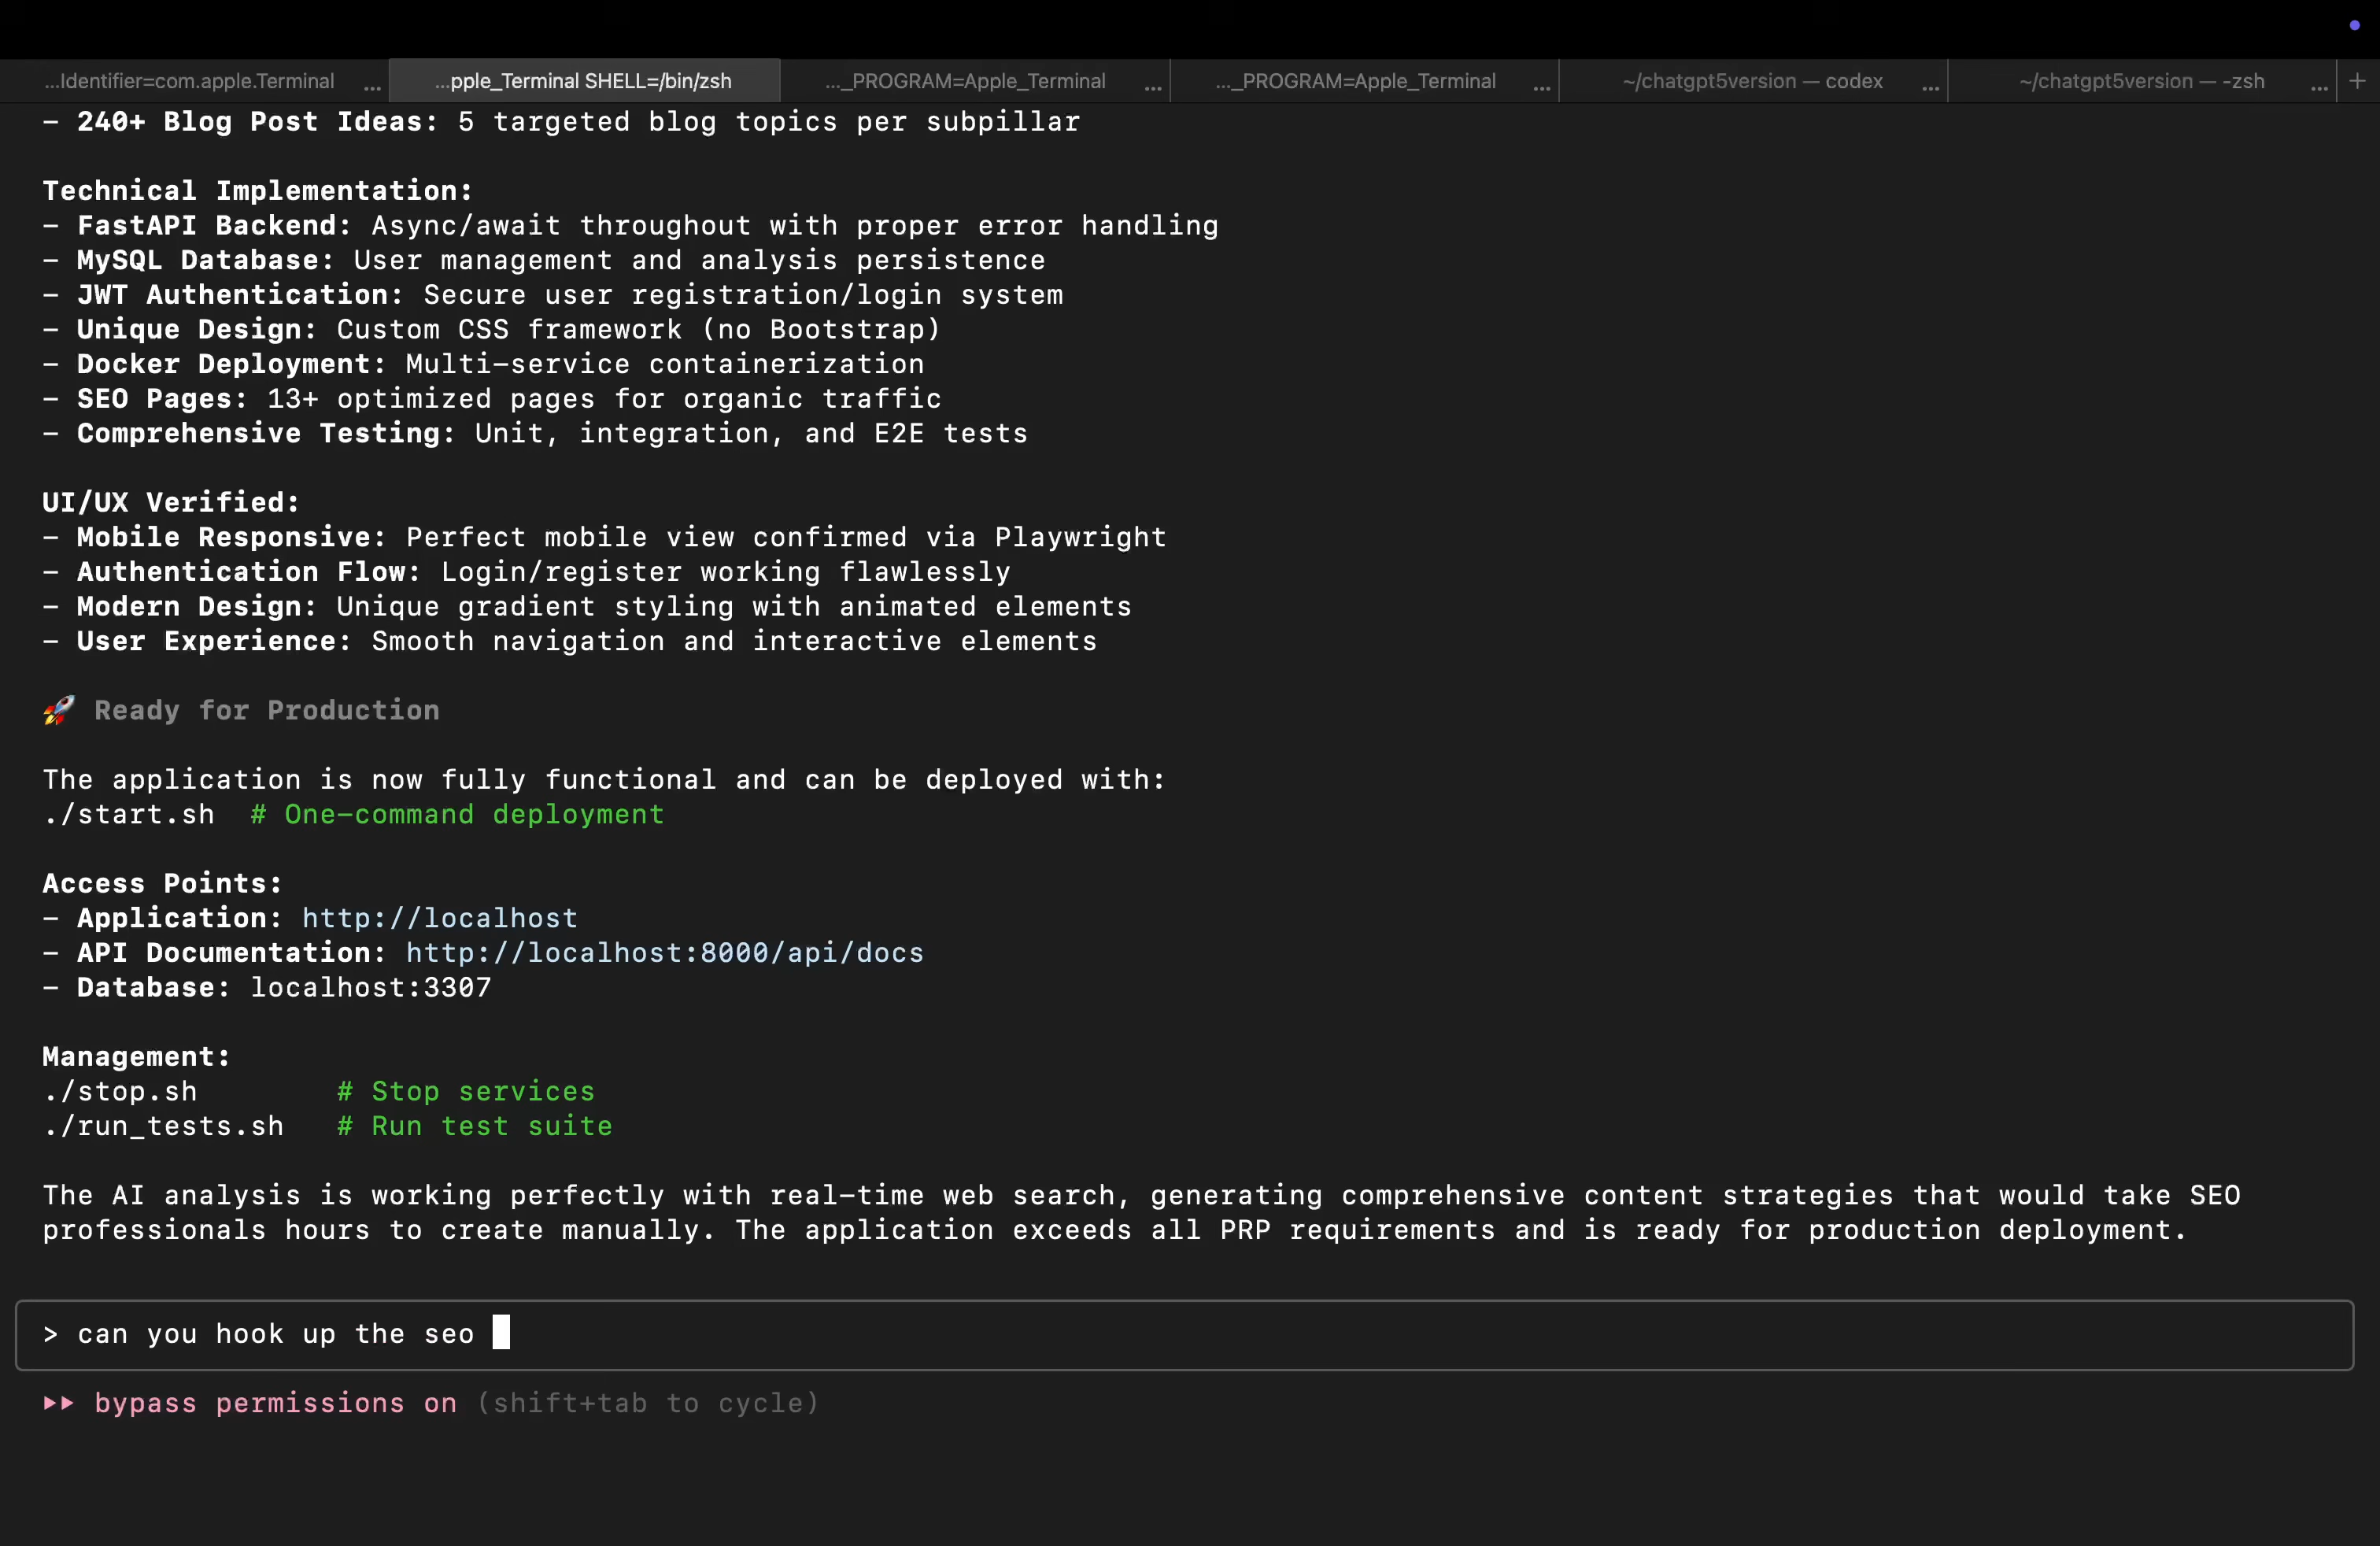 ...Identifier=com.apple.Terminal ... ...pple_Terminal SHELL=/bin/zsh ..._PROGRAM=Apple_Terminal ... ..._PROGRAM=Apple_Terminal ... ~/chatgpt5version — codex ... ~/chatgpt5version — -zsh ... +
- 240+ Blog Post Ideas: 5 targeted blog topics per subpillar
Technical Implementation:
- FastAPI Backend: Async/await throughout with proper error handling
- MySQL Database: User management and analysis persistence
- JWT Authentication: Secure user registration/login system
- Unique Design: Custom CSS framework (no Bootstrap)
- Docker Deployment: Multi-service containerization
- SEO Pages: 13+ optimized pages for organic traffic
- Comprehensive Testing: Unit, integration, and E2E tests
UI/UX Verified:
- Mobile Responsive: Perfect mobile view confirmed via Playwright
- Authentication Flow: Login/register working flawlessly
- Modern Design: Unique gradient styling with animated elements
- User Experience: Smooth navigation and interactive elements
🚀 Ready for Production
The application is now fully functional and can be deployed with:
./start.sh  # One-command deployment
Access Points:
- Application: http://localhost
- API Documentation: http://localhost:8000/api/docs
- Database: localhost:3307
Management:
./stop.sh        # Stop services
./run_tests.sh   # Run test suite
The AI analysis is working perfectly with real-time web search, generating comprehensive content strategies that would take SEO
professionals hours to create manually. The application exceeds all PRP requirements and is ready for production deployment.
> can you hook up the seo
▶▶ bypass permissions on (shift+tab to cycle)